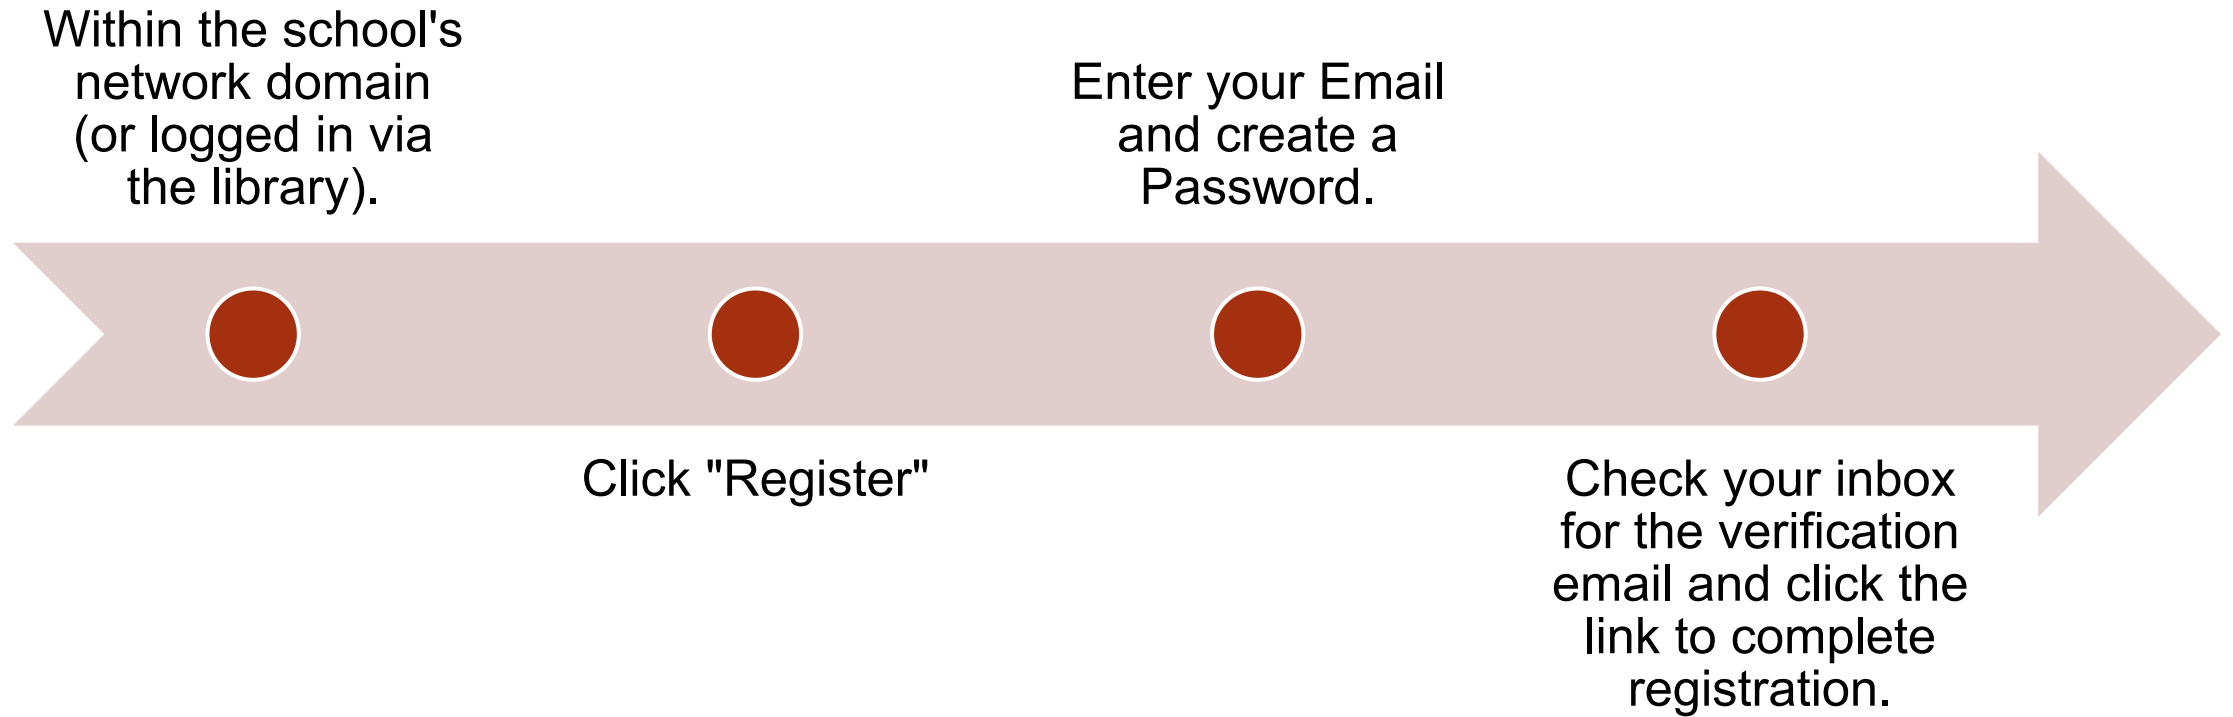 Within the school's
network domain
(or logged in via
the library).
Click "Register"
Enter your Email
and create a
Password.
Check your inbox
for the verification
email and click the
link to complete
registration.